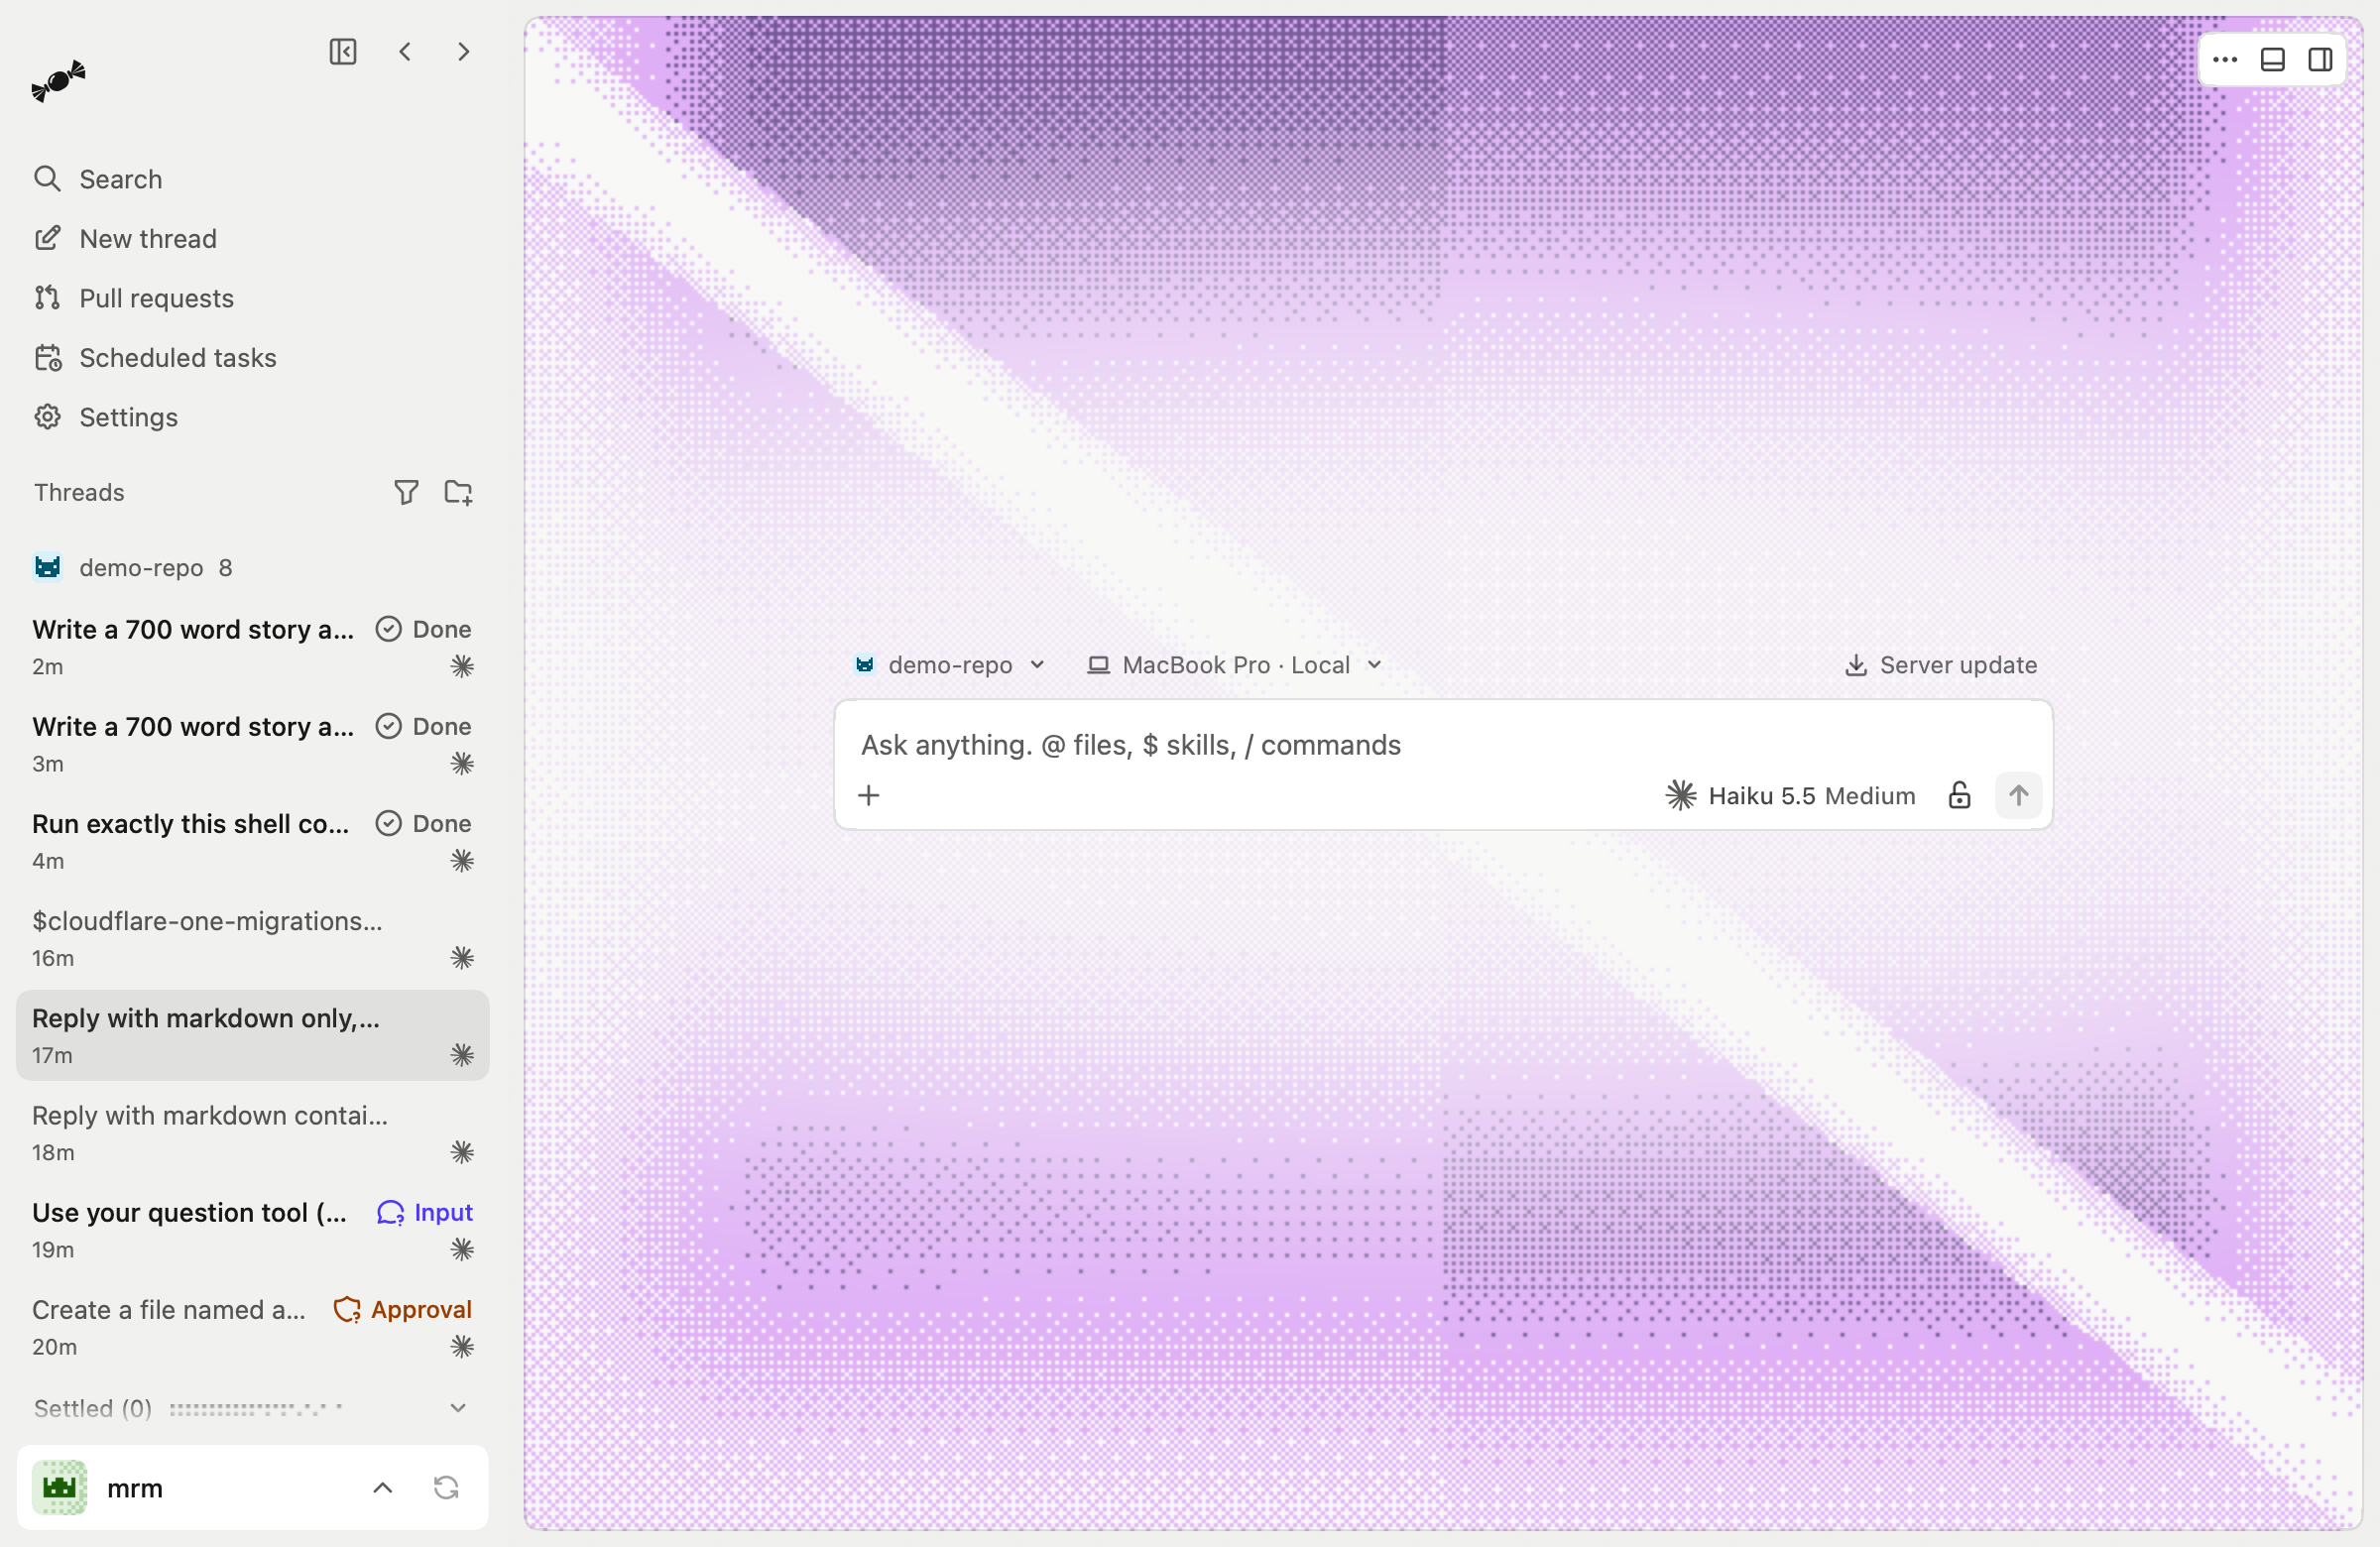 Search
New thread
Pull requests
Scheduled tasks
Settings
Threads
demo-repo 8
Write a 700 word story a... Done
2m
Write a 700 word story a... Done
3m
Run exactly this shell co... Done
4m
$cloudflare-one-migrations...
16m
Reply with markdown only,...
17m
Reply with markdown contai...
18m
Use your question tool (... Input
19m
Create a file named a... Approval
20m
Settled (0)
mrm
demo-repo MacBook Pro · Local Server update
Ask anything. @ files, $ skills, / commands
Haiku 5.5 Medium